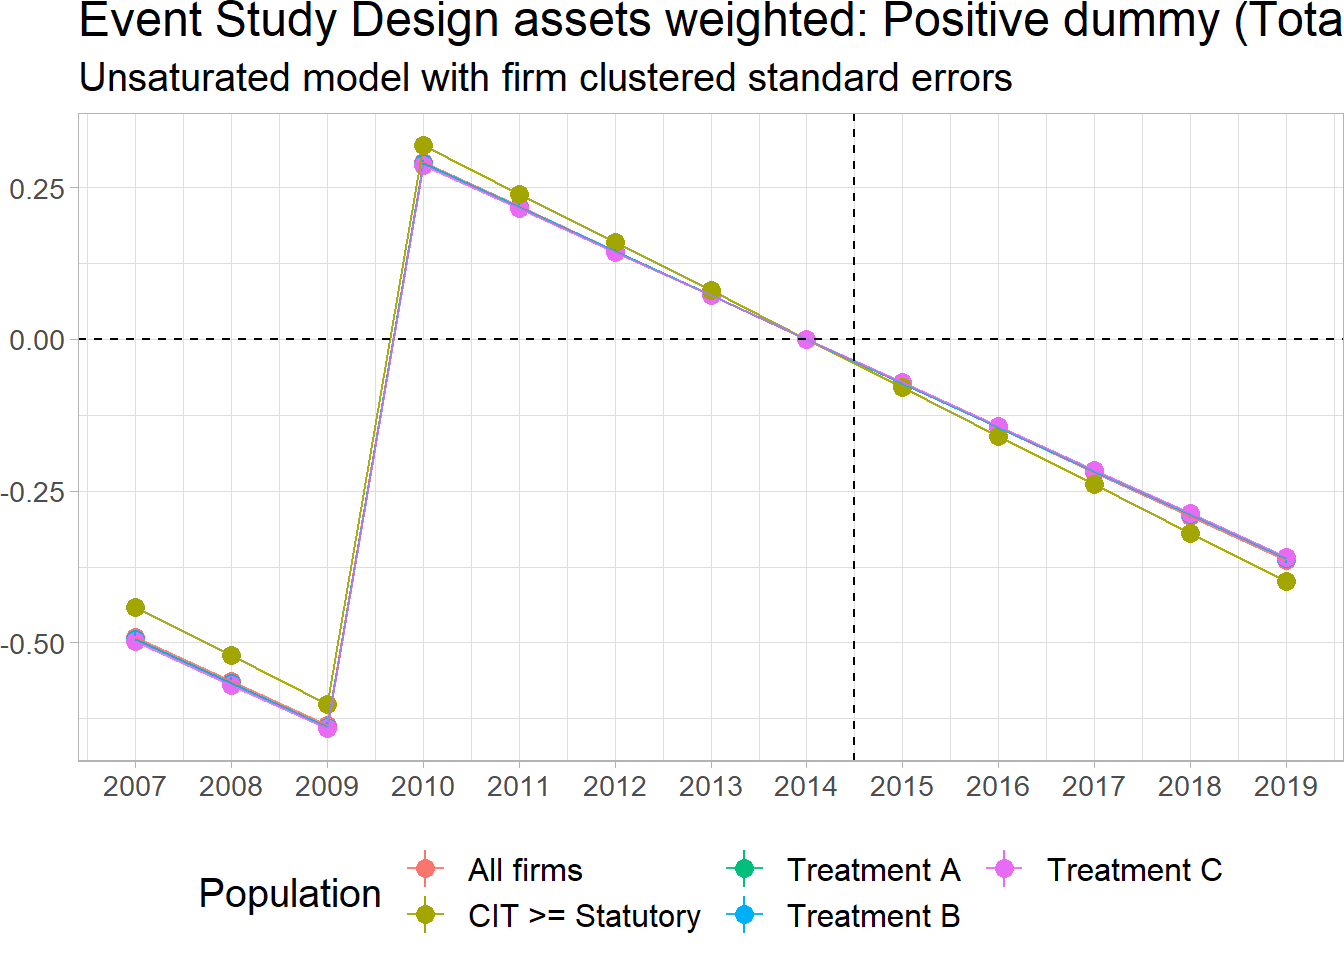 Event Study Design assets weighted: Positive dummy (Tota
Unsaturated model with firm clustered standard errors
0.25
0.00
-0.25
-0.50
2007 2008 2009 2010 2011 2012 2013 2014 2015 2016 2017 2018 2019
Population
All firms
Treatment A
Treatment C
CIT >= Statutory
Treatment B